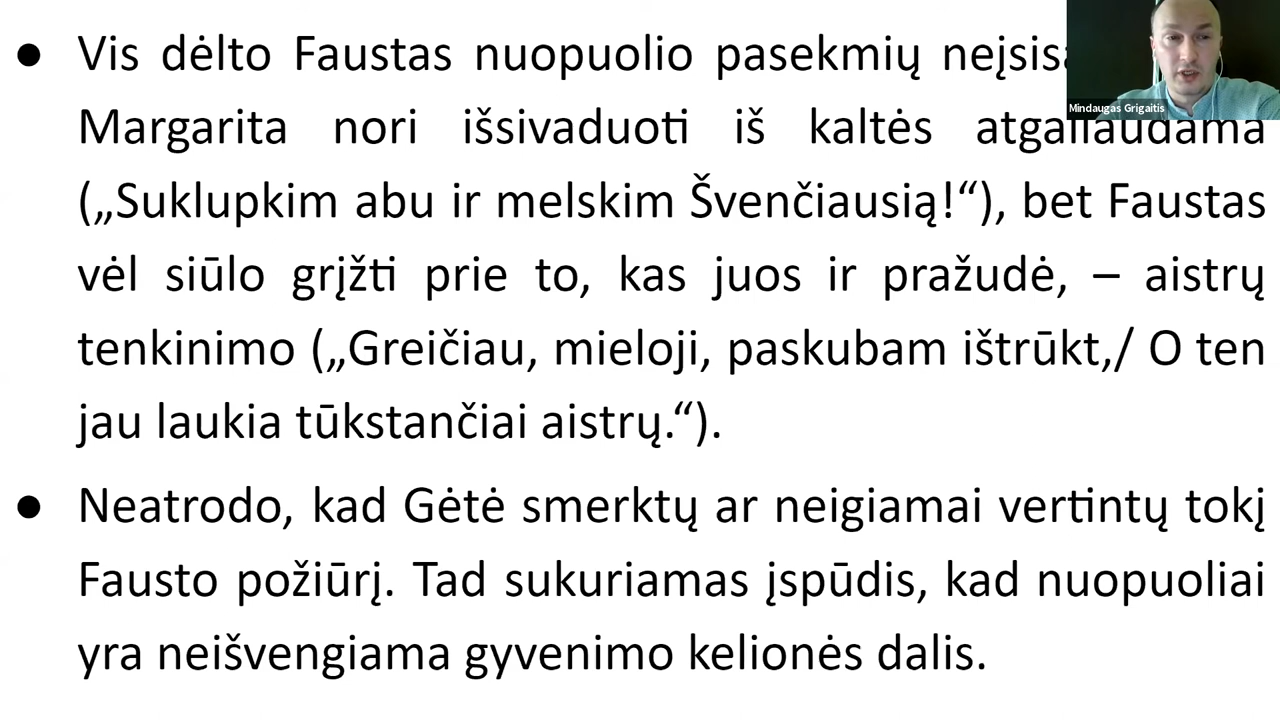 ● Vis dėlto Faustas nuopuolio pasekmių
Mindaugas Grigaitis
Margarita nori išsivaduoti iš kaltės atgailaudama
(„Suklupkim abu ir melskim Švenčiausią!“), bet Faustas
vėl siūlo grįžti prie to, kas juos ir pražudė, – aistrų
tenkinimo („Greičiau, mieloji, paskubam ištrūkt,/ O ten
jau laukia tūkstančiai aistrų.“).
● Neatrodo, kad Gėtė smerktų ar neigiamai vertintų tokį
Fausto požiūrį. Tad sukuriamas įspūdis, kad nuopuoliai
yra neišvengiama gyvenimo kelionės dalis.